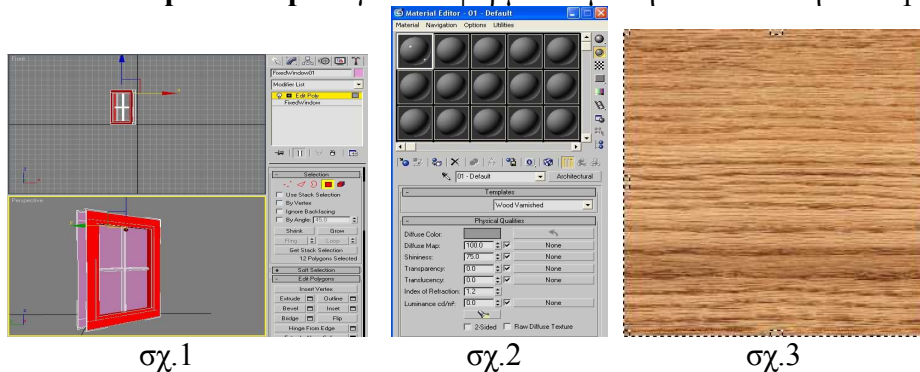 Material Editor - 01 - Default
Material Navigation Options Utilities
Front
FixedWindow01
Modifier List
Edit Poly
FixedWindow
Perspective
Selection
Use Stack Selection
By Vertex
Ignore Backfacing
By Angle: 45.0
Shrink Grow
Ring Loop
Get Stack Selection
12 Polygons Selected
Soft Selection
Edit Polygons
Insert Vertex
Extrude Outline
Bevel Inset
Bridge Flip
Hinge From Edge
01 - Default Architectural
Templates
Wood Varnished
Physical Qualities
Diffuse Color:
Diffuse Map: 100.0 None
Shininess: 75.0 None
Transparency: 0.0 None
Translucency: 0.0 None
Index of Refraction: 1.2
Luminance cd/m²: 0.0 None
2-Sided Raw Diffuse Texture
σχ.1 σχ.2 σχ.3